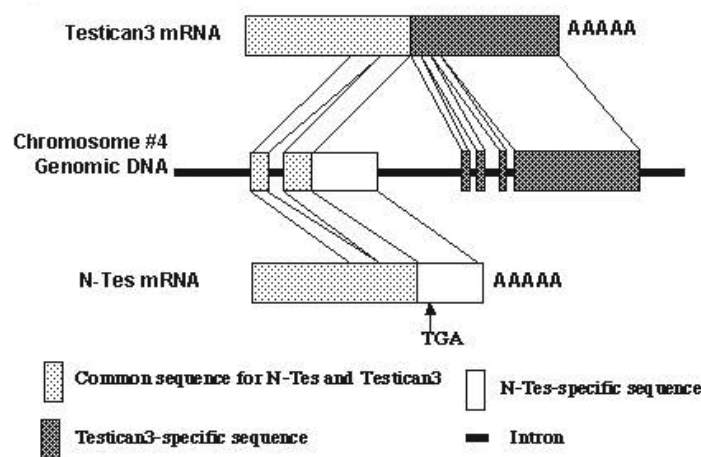 Testican3 mRNA
AAAAA
Chromosome #4
Genomic DNA
N-Tes mRNA
AAAAA
TGA
Common sequence for N-Tes and Testican3
N-Tes-specific sequence
Testican3-specific sequence
Intron